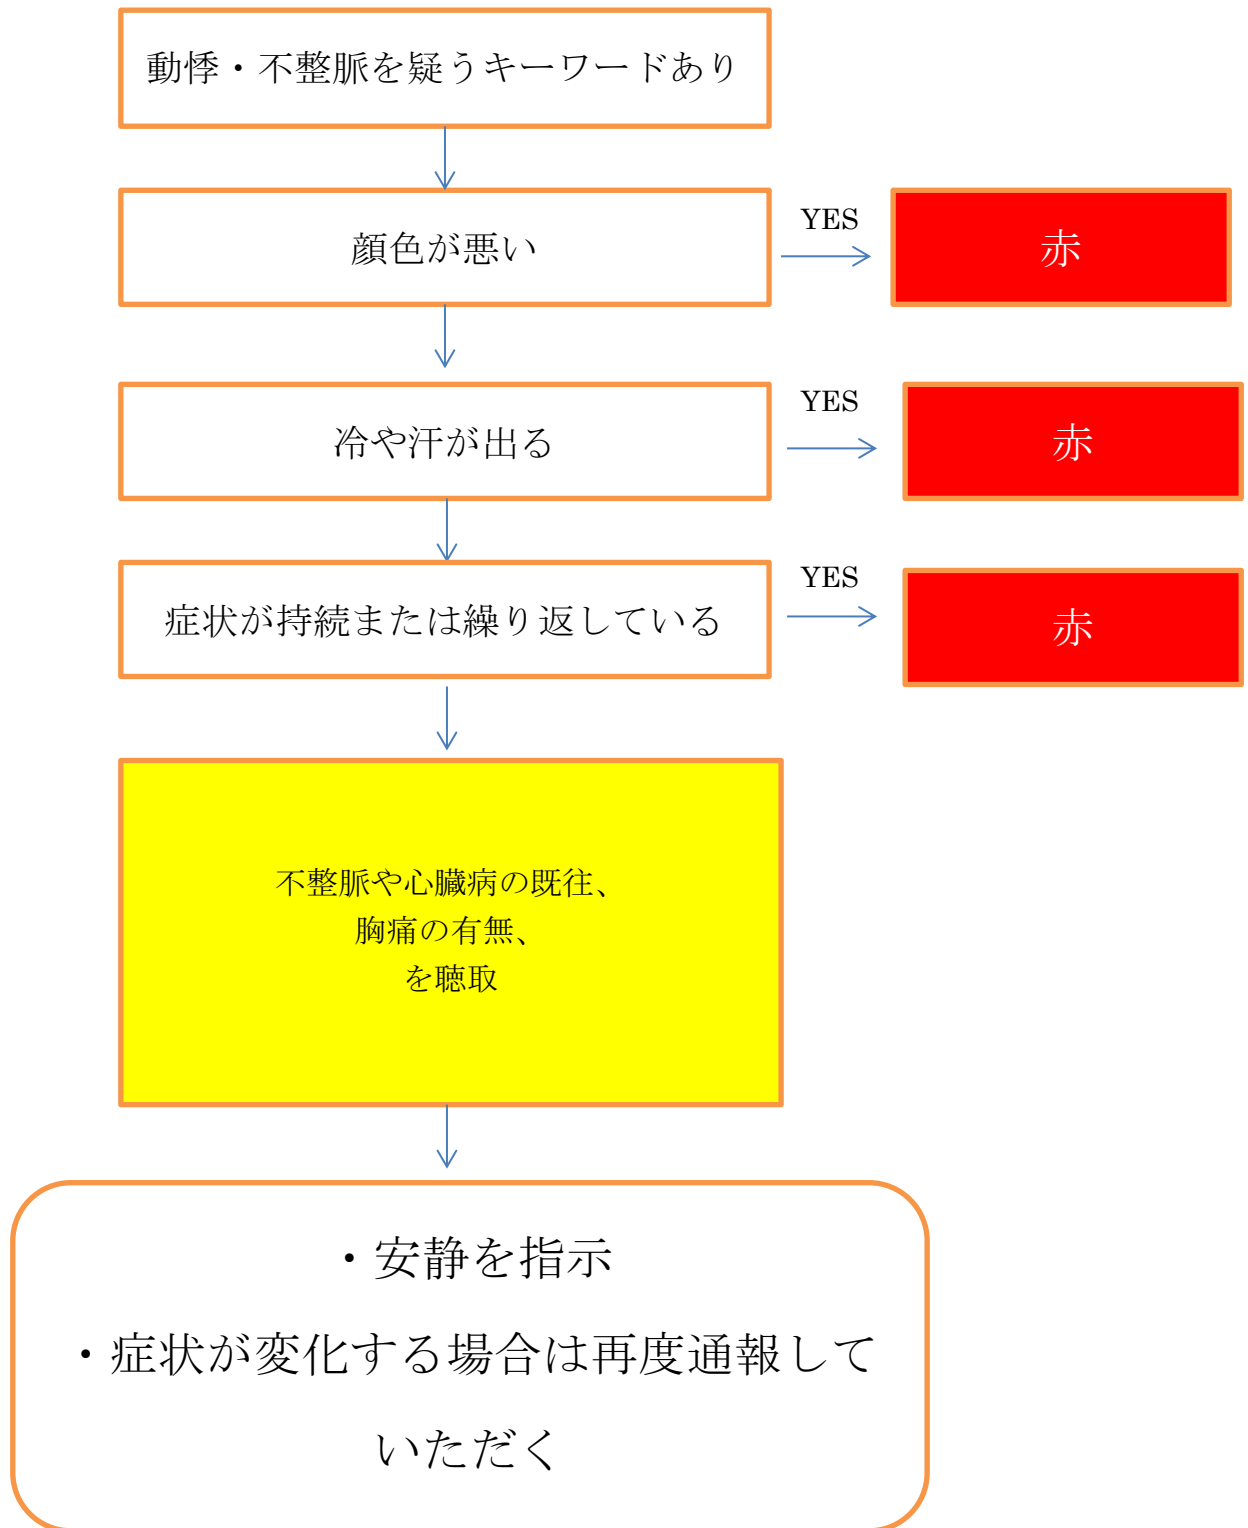 動悸・不整脈を疑うキーワードあり
顔色が悪い
YES
赤
冷や汗が出る
YES
赤
症状が持続または繰り返している
YES
赤
不整脈や心臓病の既往、
胸痛の有無、
を聴取
・安静を指示
・症状が変化する場合は再度通報して
いただく